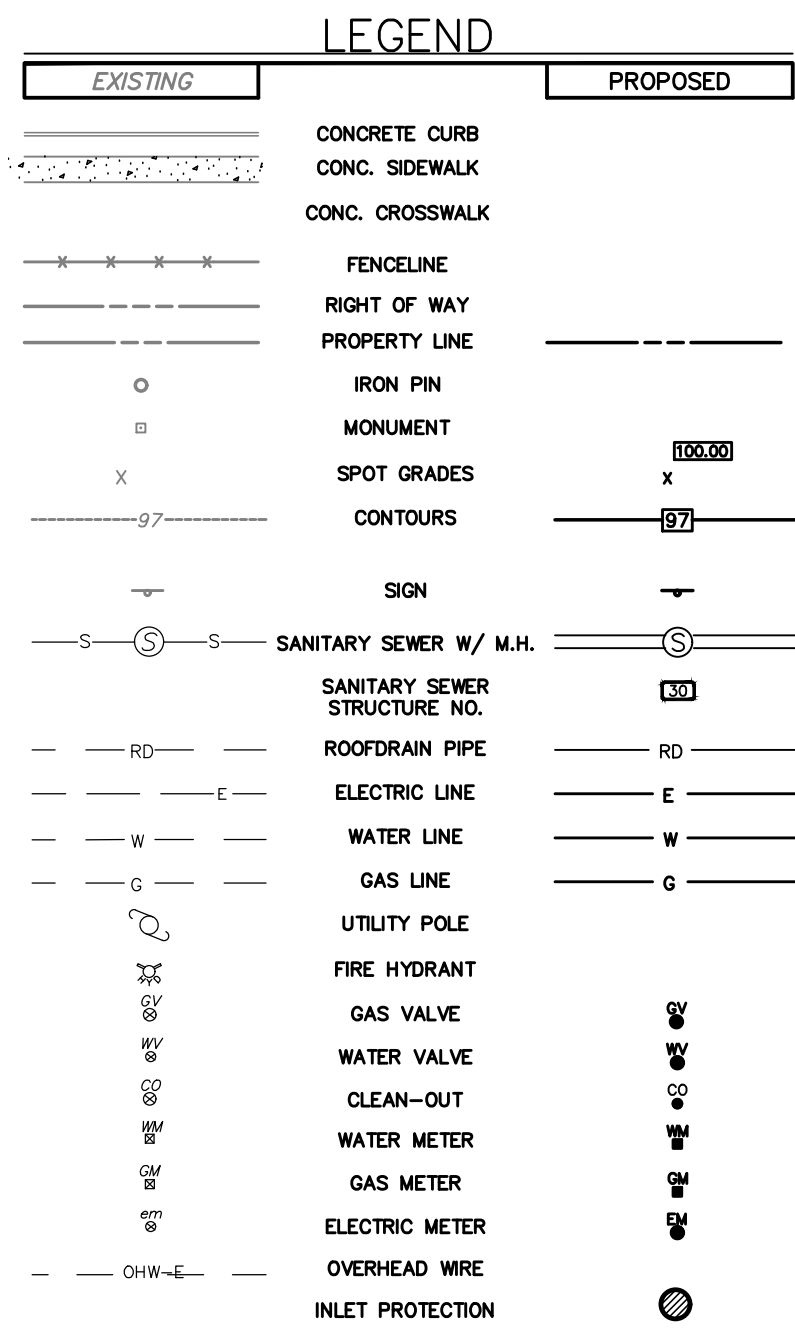 LEGEND
EXISTING PROPOSED
CONCRETE CURB
CONC. SIDEWALK
CONC. CROSSWALK
X X X X FENCELINE
RIGHT OF WAY
PROPERTY LINE
IRON PIN
MONUMENT
100.00
X SPOT GRADES X
97 CONTOURS 97
SIGN
S S S SANITARY SEWER W/ M.H. S
SANITARY SEWER
STRUCTURE NO. 30
RD ROOFDRAIN PIPE RD
E ELECTRIC LINE E
W WATER LINE W
G GAS LINE G
UTILITY POLE
FIRE HYDRANT
GV GAS VALVE GV
WV WATER VALVE WV
CO CLEAN-OUT CO
WM WATER METER WM
GM GAS METER GM
em ELECTRIC METER EM
OHW-E OVERHEAD WIRE
INLET PROTECTION